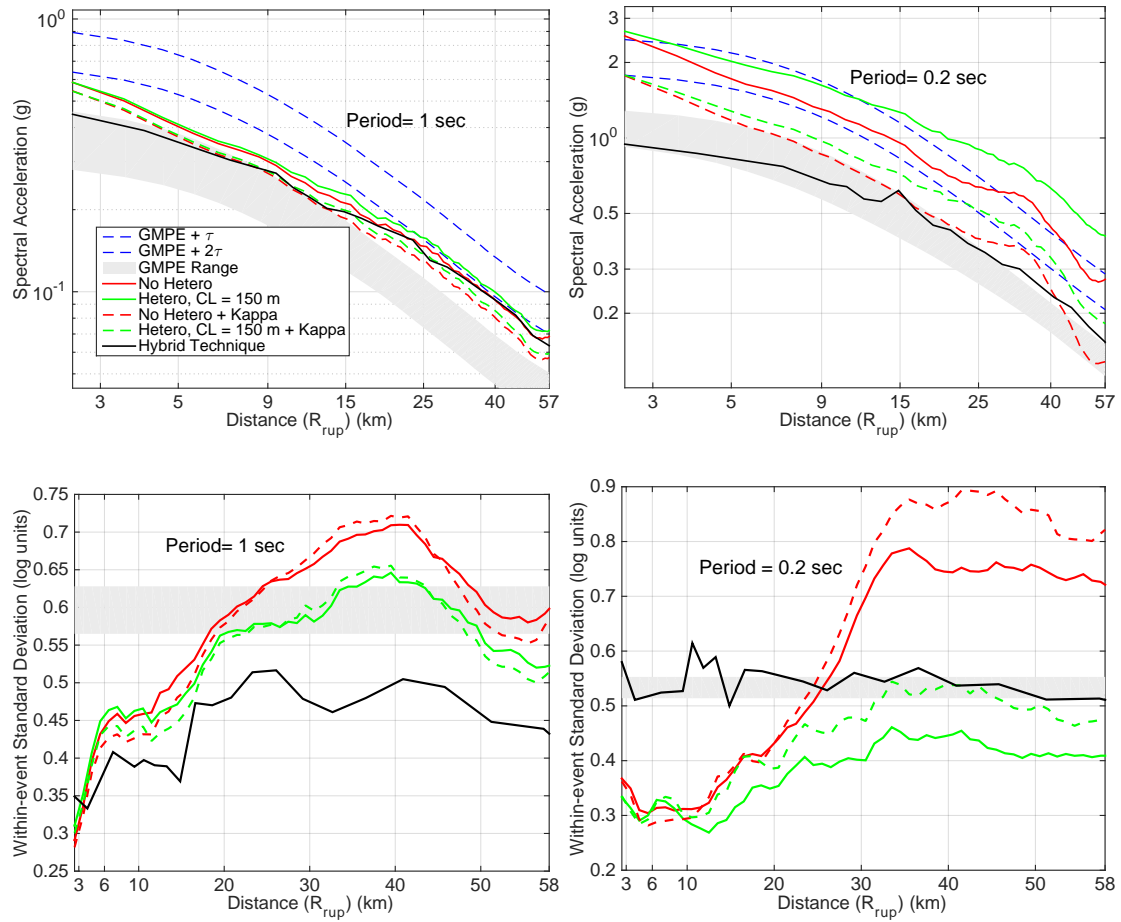 10⁰
10⁻¹
Spectral Acceleration (g)
Period= 1 sec
GMPE + τ
GMPE + 2τ
GMPE Range
No Hetero
Hetero, CL = 150 m
No Hetero + Kappa
Hetero, CL = 150 m + Kappa
Hybrid Technique
3 5 9 15 25 40 57
Distance (R_rup) (km)
3
2
10⁰
0.5
0.3
0.2
Spectral Acceleration (g)
Period= 0.2 sec
3 5 9 15 25 40 57
Distance (R_rup) (km)
0.75
0.7
0.65
0.6
0.55
0.5
0.45
0.4
0.35
0.3
0.25
Within-event Standard Deviation (log units)
Period= 1 sec
3 6 10 20 30 40 50 58
Distance (R_rup) (km)
0.9
0.8
0.7
0.6
0.5
0.4
0.3
0.2
Within-event Standard Deviation (log units)
Period = 0.2 sec
3 6 10 20 30 40 50 58
Distance (R_rup) (km)